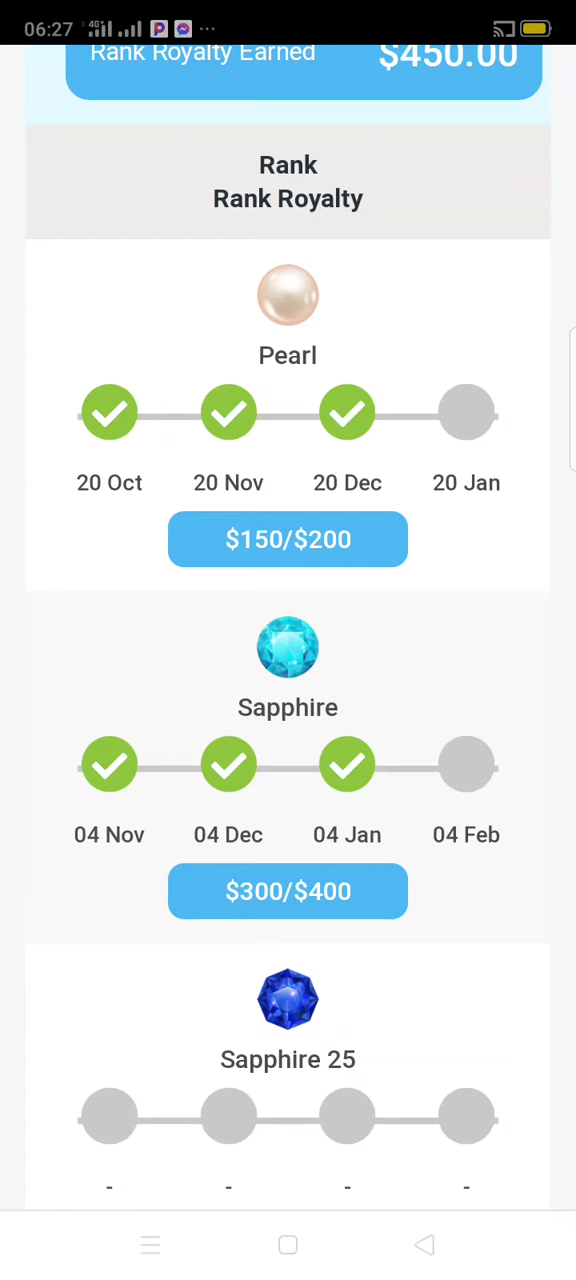 06:27 4G+ ...
Rank Royalty Earned $450.00
Rank
Rank Royalty
Pearl
20 Oct 20 Nov 20 Dec 20 Jan
$150/$200
Sapphire
04 Nov 04 Dec 04 Jan 04 Feb
$300/$400
Sapphire 25
- - - -